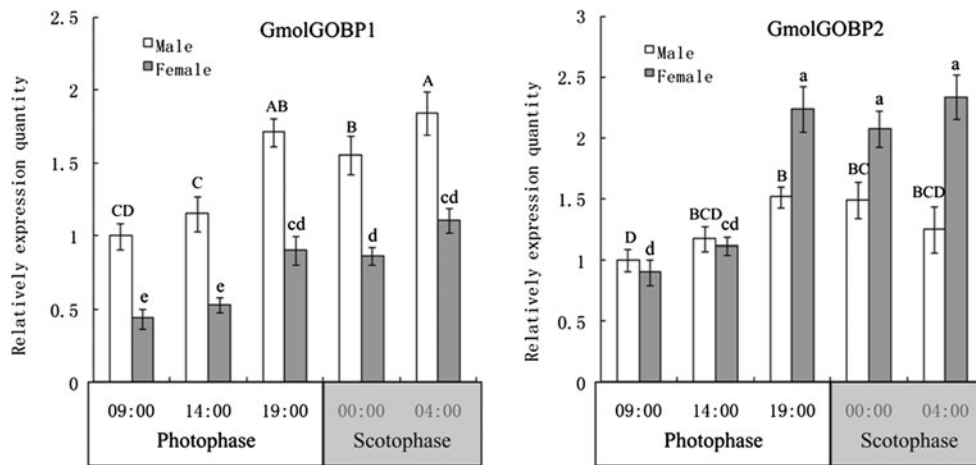 GmolGOBP1
Male
Female
Relatively expression quantity
2.5
2
1.5
1
0.5
0
CD
e
C
e
AB
cd
B
d
A
cd
09:00 14:00 19:00 00:00 04:00
Photophase Scotophase
GmolGOBP2
Male
Female
Relatively expression quantity
3
2.5
2
1.5
1
0.5
0
D
d
BCD
cd
B
a
BC
a
BCD
a
09:00 14:00 19:00 00:00 04:00
Photophase Scotophase